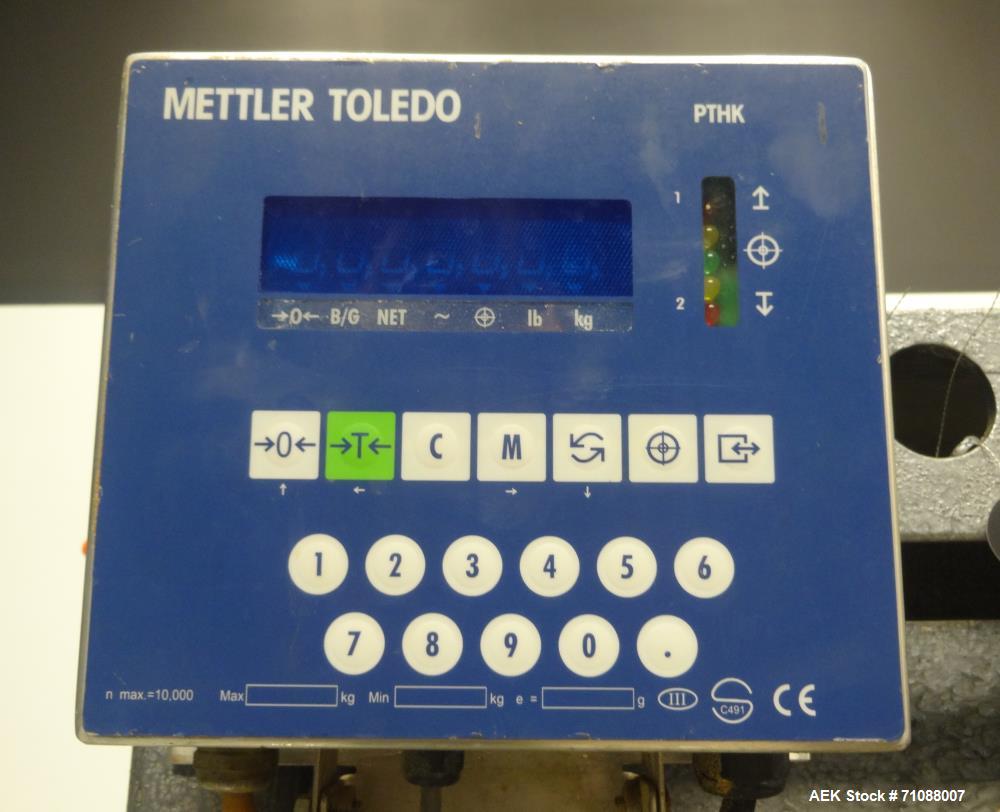 METTLER TOLEDO
PTHK
1
2
→0← B/G NET ~ lb kg
→0← →T← C M
↑ ← → ↓
1 2 3 4 5 6
7 8 9 0 .
n max.=10,000 Max kg Min kg e = g III C491 CE
AEK Stock # 71088007